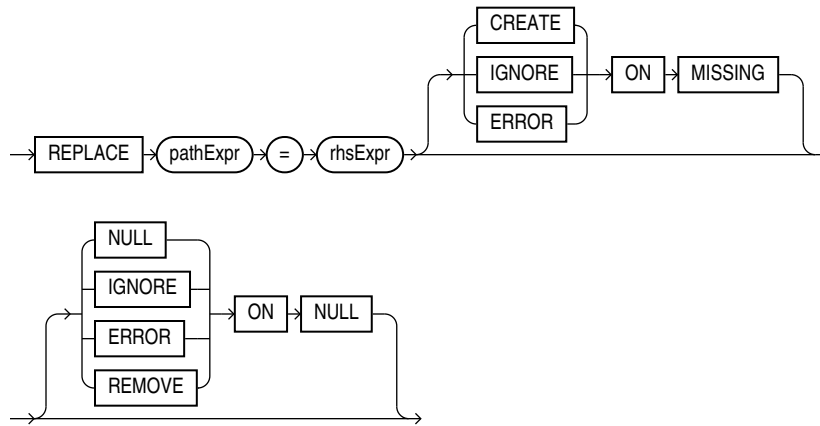 CREATE
IGNORE ON MISSING
ERROR
REPLACE pathExpr = rhsExpr
NULL
IGNORE
ON NULL
ERROR
REMOVE